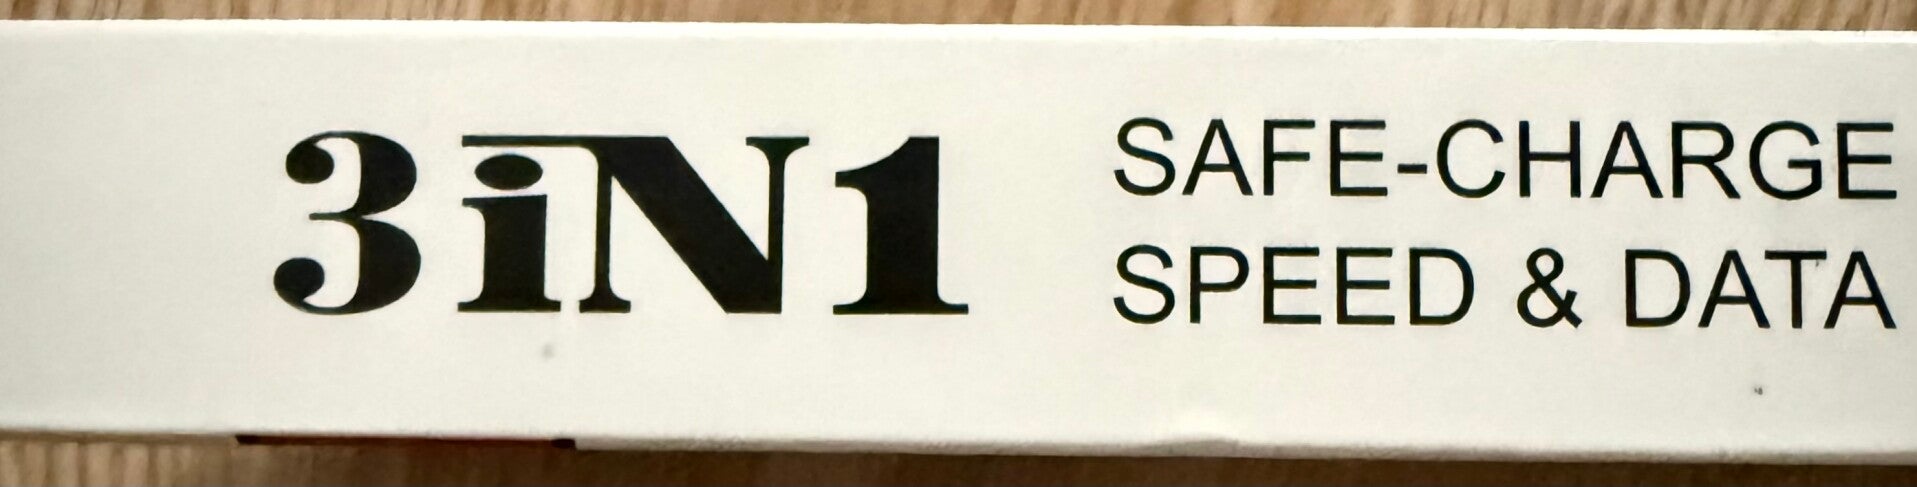 3iN1
SAFE-CHARGE
SPEED & DATA